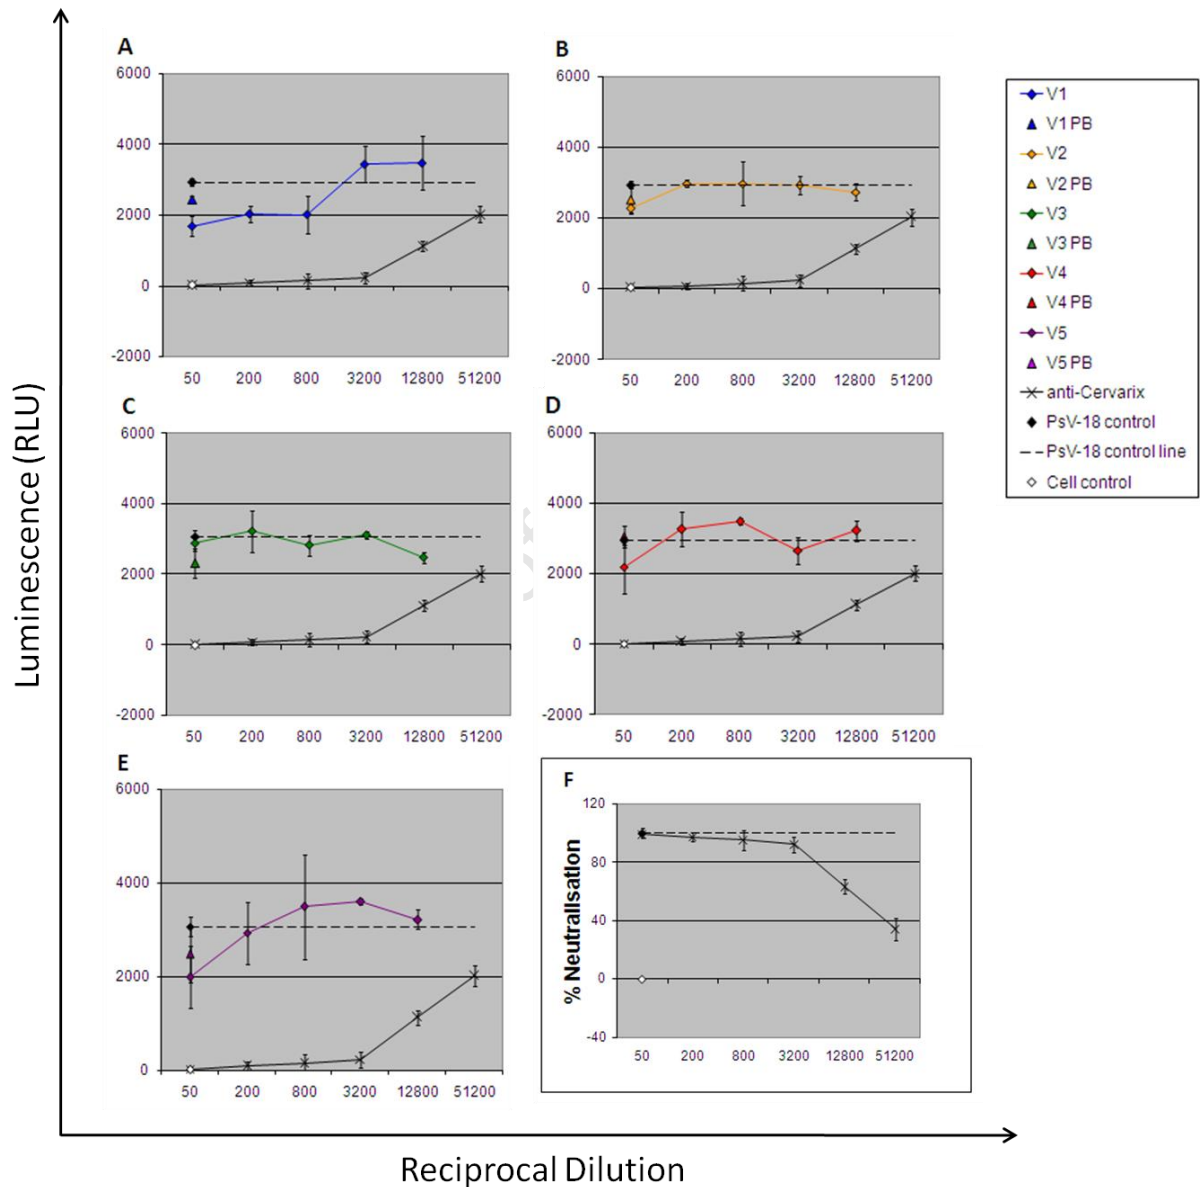 A
6000
4000
2000
0
-2000
50 200 800 3200 12800 51200
B
6000
4000
2000
0
-2000
50 200 800 3200 12800 51200
V1
V1 PB
V2
V2 PB
V3
V3 PB
V4
V4 PB
V5
V5 PB
anti-Cervarix
PsV-18 control
PsV-18 control line
Cell control
C
6000
4000
2000
0
-2000
50 200 800 3200 12800 51200
D
6000
4000
2000
0
-2000
50 200 800 3200 12800 51200
E
6000
4000
2000
0
50 200 800 3200 12800 51200
F
120
80
40
0
-40
% Neutralisation
50 200 800 3200 12800 51200
Luminescence (RLU)
Reciprocal Dilution